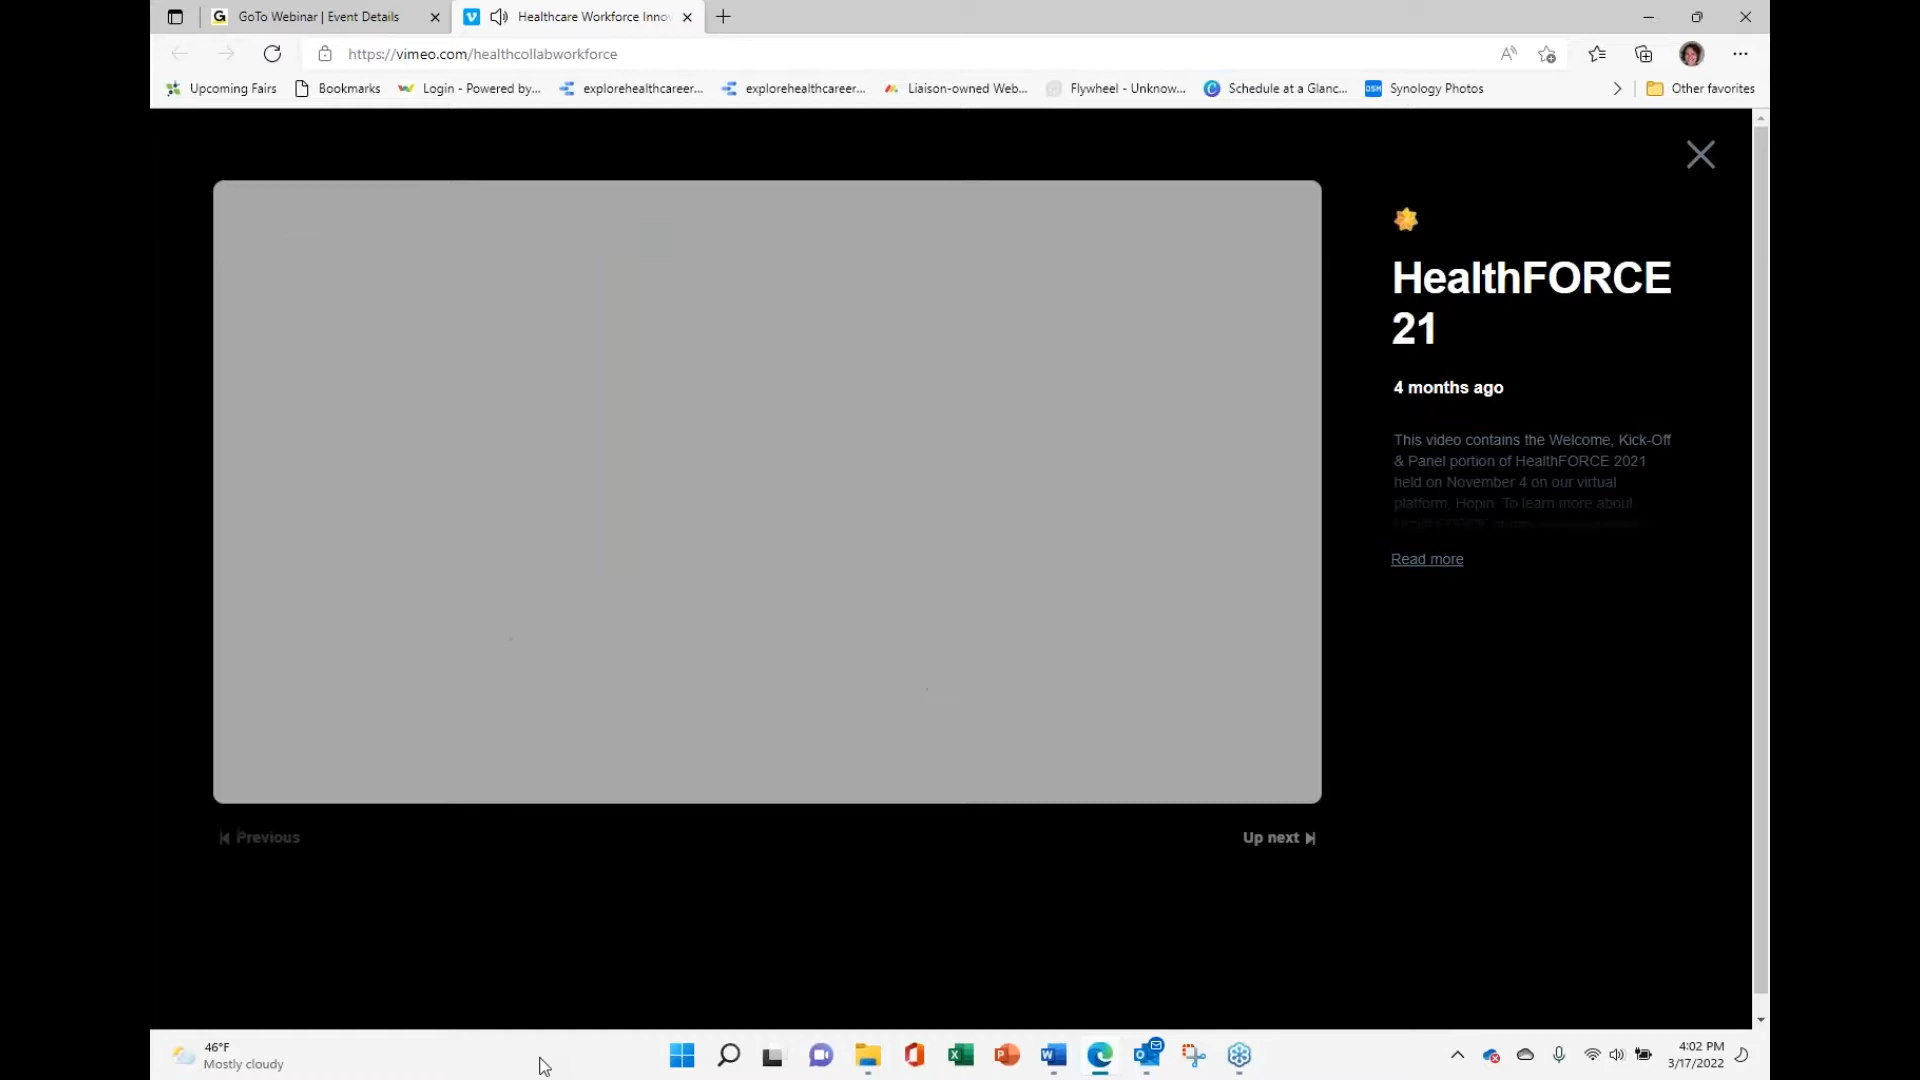 GoTo Webinar | Event Details
Healthcare Workforce Innov
https://vimeo.com/healthcollabworkforce
Upcoming Fairs
Bookmarks
Login - Powered by...
explorehealthcareer...
explorehealthcareer...
Liaison-owned Web...
Flywheel - Unknow...
Schedule at a Glanc...
Synology Photos
Other favorites
HealthFORCE
21
4 months ago
This video contains the Welcome, Kick-Off
& Panel portion of HealthFORCE 2021
held on November 4 on our virtual
platform, Hopin. To learn more about
Read more
Previous
Up next
46°F
Mostly cloudy
4:02 PM
3/17/2022